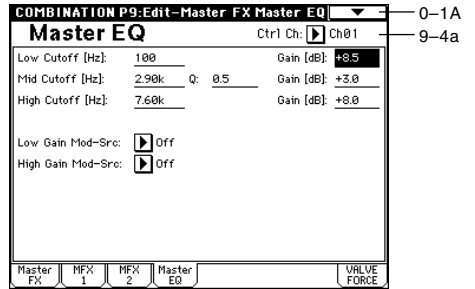 COMBINATION P9:Edit-Master FX Master EQ
0-1A
Master EQ Ctrl Ch: Ch01
9-4a
Low Cutoff [Hz]: 100 Gain [dB]: +8.5
Mid Cutoff [Hz]: 2.90k Q: 0.5 Gain [dB]: +3.0
High Cutoff [Hz]: 7.60k Gain [dB]: +8.0
Low Gain Mod-Src: Off
High Gain Mod-Src: Off
Master FX MFX 1 MFX 2 Master EQ VALVE FORCE